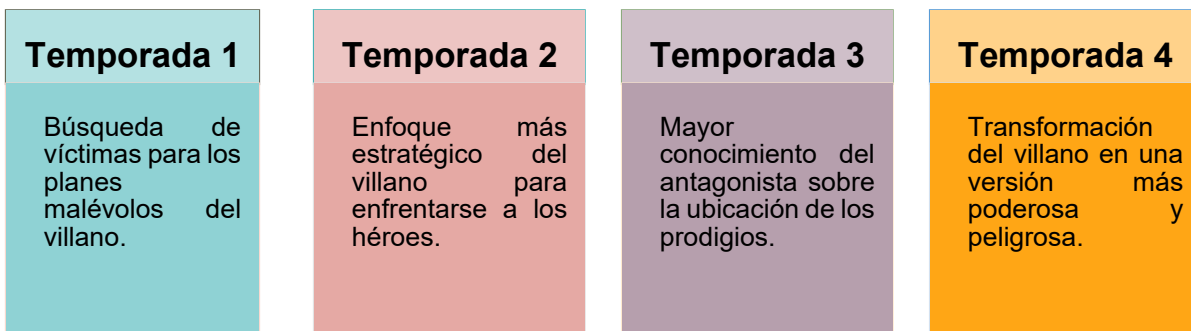 Temporada 1
Búsqueda de
víctimas para los
planes
malévolos del
villano.
Temporada 2
Enfoque más
estratégico del
villano para
enfrentarse a los
héroes.
Temporada 3
Mayor
conocimiento del
antagonista sobre
la ubicación de los
prodigios.
Temporada 4
Transformación
del villano en una
versión más
poderosa y
peligrosa.